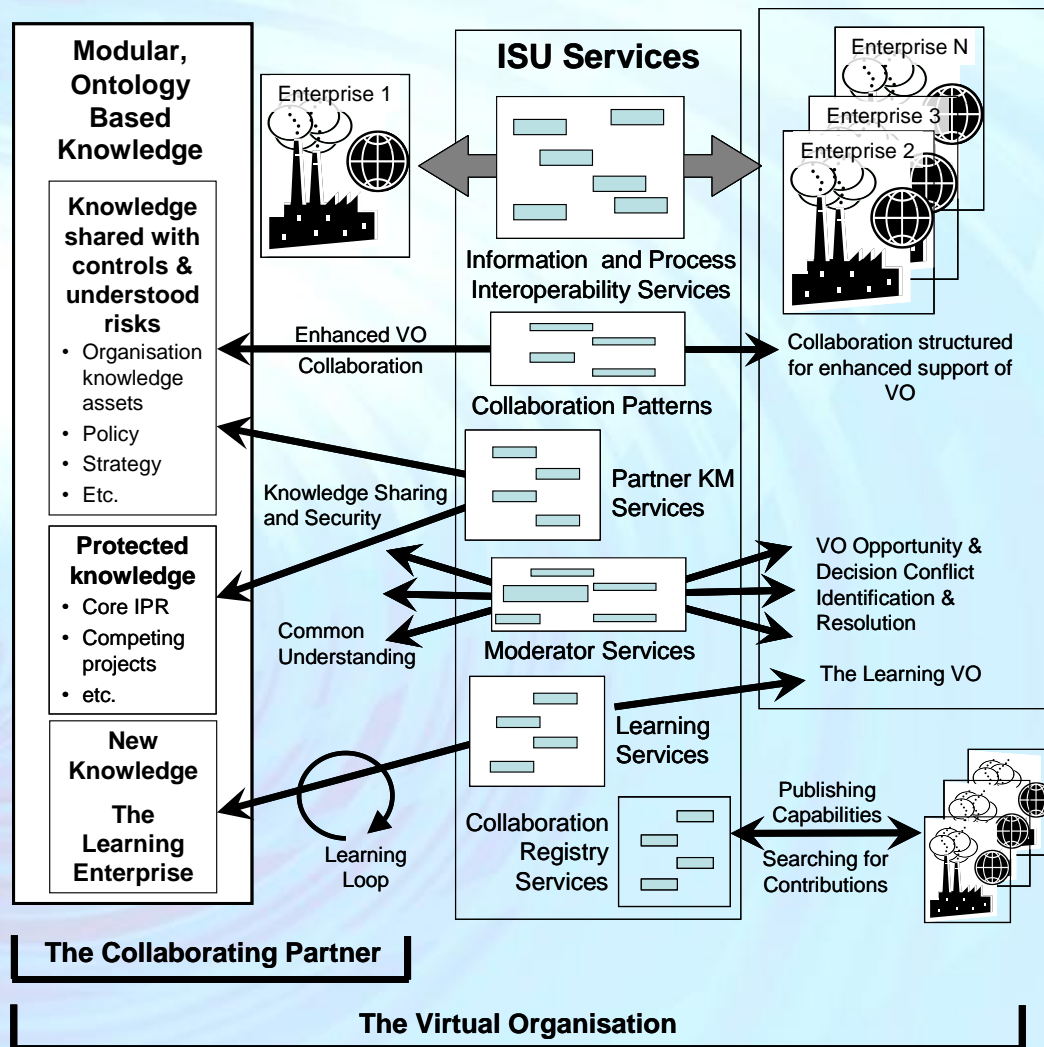 Modular,
Ontology
Based
Knowledge
Knowledge
shared with
controls &
understood
risks
• Organisation
knowledge
assets
• Policy
• Strategy
• Etc.
Protected
knowledge
• Core IPR
• Competing
projects
• etc.
New
Knowledge
The
Learning
Enterprise
Enterprise 1
Enhanced VO
Collaboration
Knowledge Sharing
and Security
Common
Understanding
Learning
Loop
ISU Services
Information and Process
Interoperability Services
Collaboration Patterns
Partner KM
Services
Moderator Services
Learning
Services
Collaboration
Registry
Services
Enterprise N
Enterprise 3
Enterprise 2
Collaboration structured
for enhanced support of
VO
VO Opportunity &
Decision Conflict
Identification &
Resolution
The Learning VO
Publishing
Capabilities
Searching for
Contributions
The Collaborating Partner
The Virtual Organisation